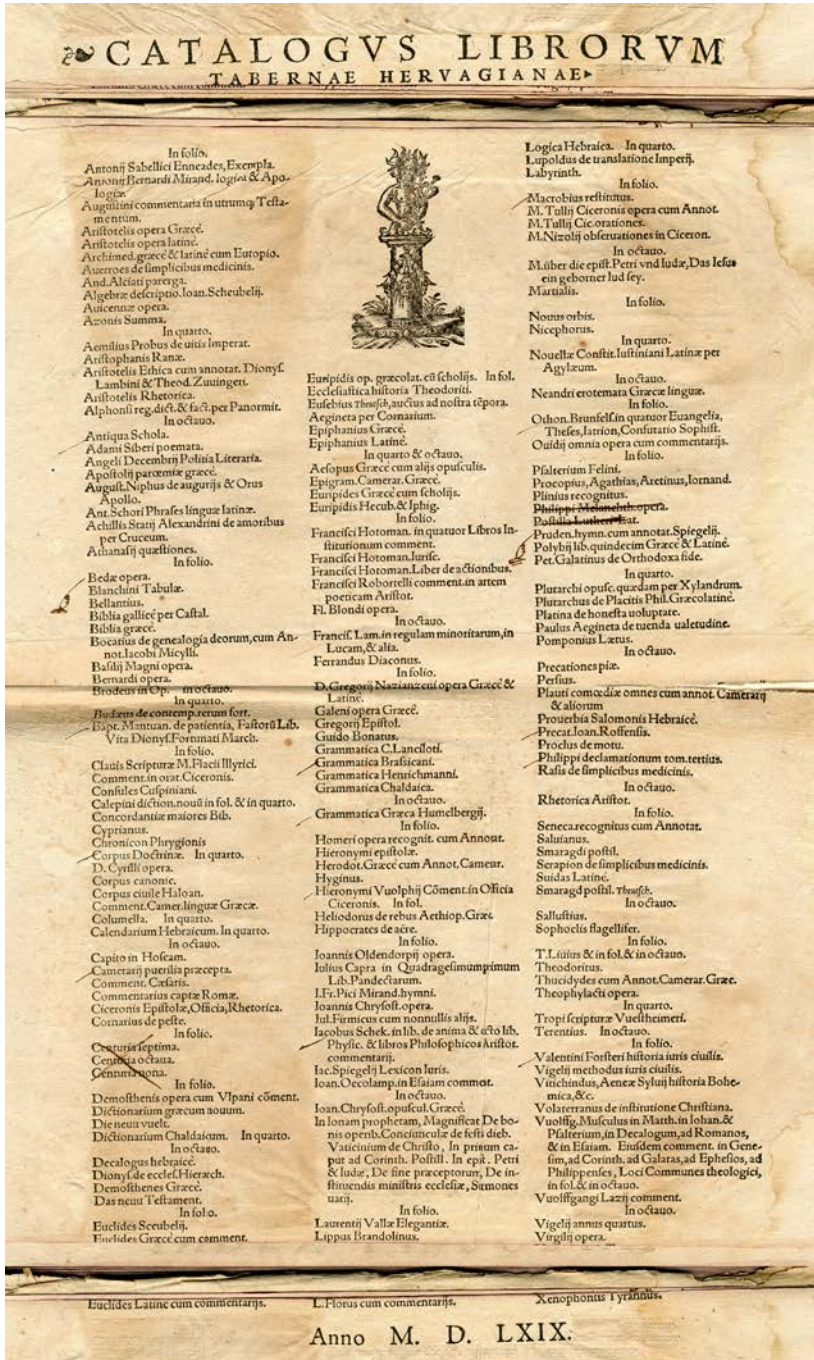 CATALOGVS LIBRORVM
TABERNAE HERVAGIANAE
In folio.
Antonij Sabellici Enneades, Exempla.
Antonij Bernardi Mirand. logica & Apo-
logiæ
Augustini commentaria in utrumq; Testa-
mentum.
Aristotelis opera Græcè.
Aristotelis opera latinè.
Archimed. græcè & latinè cum Eutopio.
Auerroes de simplicibus medicinis.
And. Alciati parerga.
Algebræ descriptio. Ioan. Scheubelij.
Auicennæ opera.
Azonis Summa.
In quarto.
Aemilius Probus de uitis Imperat.
Aristophanis Ranæ.
Aristotelis Ethica cum annotat. Dionys.
Lambini & Theod. Zuuingeri.
Aristotelis Rhetorica.
Alphonsi reg. dict. & fact. per Panormit.
In octauo.
Antiqua Schola.
Adami Siberi poemata.
Angeli Decembrij Politia Literaria.
Apostolij parœmiæ græcè.
August. Niphus de augurijs & Orus
Apollo.
Ant. Schori Phrases linguæ latinæ.
Achillis Statij Alexandrini de amoribus
per Cruceum.
Athanasij quæstiones.
In folio.
Bedæ opera.
Blanchini Tabulæ.
Bellantius.
Biblia gallicè per Castal.
Biblia græcè.
Bocatius de genealogia deorum, cum An-
not. Iacobi Micylli.
Basilij Magni opera.
Bernardi opera.
Brodeus in Op. in octauo.
In quarto.
Budæus de contemp. rerum fort.
Bapt. Mantuan. de patientia, Fastorũ Lib.
Vita Dionys. Fortunati March.
In folio.
Clauis Scripturæ M. Flacij Illyrici.
Comment. in orat. Ciceronis.
Consules Cuspiniani.
Calepini diction. nouũ in fol. & in quarto.
Concordantiæ maiores Bib.
Cyprianus.
Chronicon Phrygionis
Corpus Doctrinæ. In quarto.
D. Cyrilli opera.
Corpus canonic.
Corpus ciuile Haloan.
Comment. Camer. linguæ Græcæ.
Columella. In quarto.
Calendarium Hebraicum. In quarto.
In octauo.
Capito in Hoseam.
Camerarij puerilia præcepta.
Comment. Cæsaris.
Commentarius captæ Romæ.
Ciceronis Epistolæ, Officia, Rhetorica.
Cornarius de peste.
In folio.
Centuria septima.
Centuria octaua.
Centuria nona.
In folio.
Demosthenis opera cum Vlpani cõment.
Dictionarium græcum nouum.
Die neuu vuelt.
Dictionarium Chaldaicum. In quarto.
In octauo.
Decalogus hebraicè.
Dionys. de eccles. Hierarch.
Demosthenes Græcè.
Das neuu Testament.
In folio.
Euclides Sceubelij.
Euclides Græcè cum comment.
Euclides Latine cum commentarijs.
Euripidis op. græcolat. cũ scholijs. In fol.
Ecclesiastica historia Theodoriti.
Eusebius Theutsch, auctus ad nostra tẽpora.
Aegineta per Cornarium.
Epiphanius Græcè.
Epiphanius Latinè.
In quarto & octauo.
Aesopus Græcè cum alijs opusculis.
Epigram. Camerar. Græcè.
Euripides Græcè cum scholijs.
Euripidis Hecub. & Iphig.
In folio.
Francisci Hotoman. in quatuor Libros In-
stitutionum comment.
Francisci Hotoman. Iurisc.
Francisci Hotoman. Liber de actionibus.
Francisci Robortelli comment. in artem
poeticam Aristot.
Fl. Blondi opera.
In octauo.
Francis. Lam. in regulam minoritarum, in
Lucam, & alia.
Ferrandus Diaconus.
In folio.
D. Gregorij Nazianzeni opera Græcè &
Latinè.
Galeni opera Græcè.
Gregorij Epistol.
Guido Bonatus.
Grammatica C. Lanciloti.
Grammatica Brassicani.
Grammatica Henrichmanni.
Grammatica Chaldaica.
In octauo.
Grammatica Græca Humelbergij.
In folio.
Homeri opera recognit. cum Annout.
Hieronymi epistolæ.
Herodot. Græcè cum Annot. Camerar.
Hyginus.
Hieronymi Vuolphij Cõment. in Officia
Ciceronis. In fol.
Heliodorus de rebus Aethiop. Græc.
Hippocrates de aëre.
In folio.
Ioannis Oldendorpij opera.
Iulius Capra in Quadragesimumprimum
Lib. Pandectarum.
I. Fr. Pici Mirand. hymni.
Ioannis Chrysost. opera.
Iul. Firmicus cum nonnullis alijs.
Iacobus Schek. in lib. de anima & octo lib.
Physic. & libros Philosophicos Aristot.
commentarij.
Iac. Spiegelij Lexicon Iuris.
Ioan. Oecolamp. in Esaiam comment.
In octauo.
Ioan. Chrysost. opuscul. Græcè.
In Ionam prophetam, Magnificat De bo-
nis operib. Conciunculæ de festi dieb.
Vaticinium de Christo, In primum ca-
put ad Corinth. Postill. In epist. Petri
& Iudæ, De fine præceptorum, De in-
stituendis ministris ecclesiæ, Sermones
uarij.
In folio.
Laurentij Vallæ Elegantiæ.
Lippus Brandolinus.
L. Florus cum commentarijs.
Logica Hebraica. In quarto.
Lupoldus de translatione Imperij.
Labyrinth.
In folio.
Macrobius restitutus.
M. Tullij Ciceronis opera cum Annot.
M. Tullij Cic. orationes.
M. Nizolij obseruationes in Ciceron.
In octauo.
M. über die epist. Petri vnd Iudæ, Das Iesus
ein geborner Iud sey.
Martialis.
In folio.
Nouus orbis.
Nicephorus.
In quarto.
Nouellæ Constit. Iustiniani Latinæ per
Agylæum.
In octauo.
Neandri erotemata Græcæ linguæ.
In folio.
Othon. Brunfels. in quatuor Euangelia,
Theses, Iatrion, Confutatio Sophist.
Ouidij omnia opera cum commentarijs.
In folio.
Psalterium Felini.
Procopius, Agathias, Aretinus, Iornand.
Plinius recognitus.
Philippi Melanchth. opera.
Postilla Lutheri Lat.
Pruden. hymn. cum annotat. Spiegelij.
Polybij lib. quindecim Græcè & Latinè.
Pet. Galatinus de Orthodoxa fide.
In quarto.
Plutarchi opusc. quædam per Xylandrum.
Plutarchus de Placitis Phil. Græcolatinè.
Platina de honesta uoluptate.
Paulus Aegineta de tuenda ualetudine.
Pomponius Lætus.
In octauo.
Precationes piæ.
Persius.
Plauti comœdiæ omnes cum annot. Camerarij
& aliorum
Prouerbia Salomonis Hebraicè.
Precat. Ioan. Roffensis.
Proclus de motu.
Philippi declamationum tom. tertius.
Rasis de simplicibus medicinis.
In octauo.
Rhetorica Aristot.
In folio.
Seneca recognitus cum Annotat.
Saluianus.
Smaragdi postil.
Serapion de simplicibus medicinis.
Suidas Latinè.
Smaragd postil. Theutsch.
In octauo.
Sallustius.
Sophoclis flagellifer.
In folio.
T. Liuius & in fol. & in octauo.
Theodoritus.
Thucidydes cum Annot. Camerar. Græc.
Theophylacti opera.
In quarto.
Tropi scripturæ Vuestheimeri.
Terentius. In octauo.
In folio.
Valentini Forsteri historia iuris ciuilis.
Vigelij methodus iuris ciuilis.
Vitichindus, Aeneæ Syluij historia Bohe-
mica, &c.
Volaterranus de institutione Christiana.
Vuolffg. Musculus in Matth. in Iohan. &
Psalterium, in Decalogum, ad Romanos,
& in Esaiam. Eiusdem comment. in Gene-
sim, ad Corinth. ad Galatas, ad Ephesios, ad
Philippenses, Loci Communes theologici,
in fol. & in octauo.
Vuolffgangi Lazij comment.
In octauo.
Vigelij annus quartus.
Virgilij opera.
Xenophontis Tyrannus.
Anno M. D. LXIX.